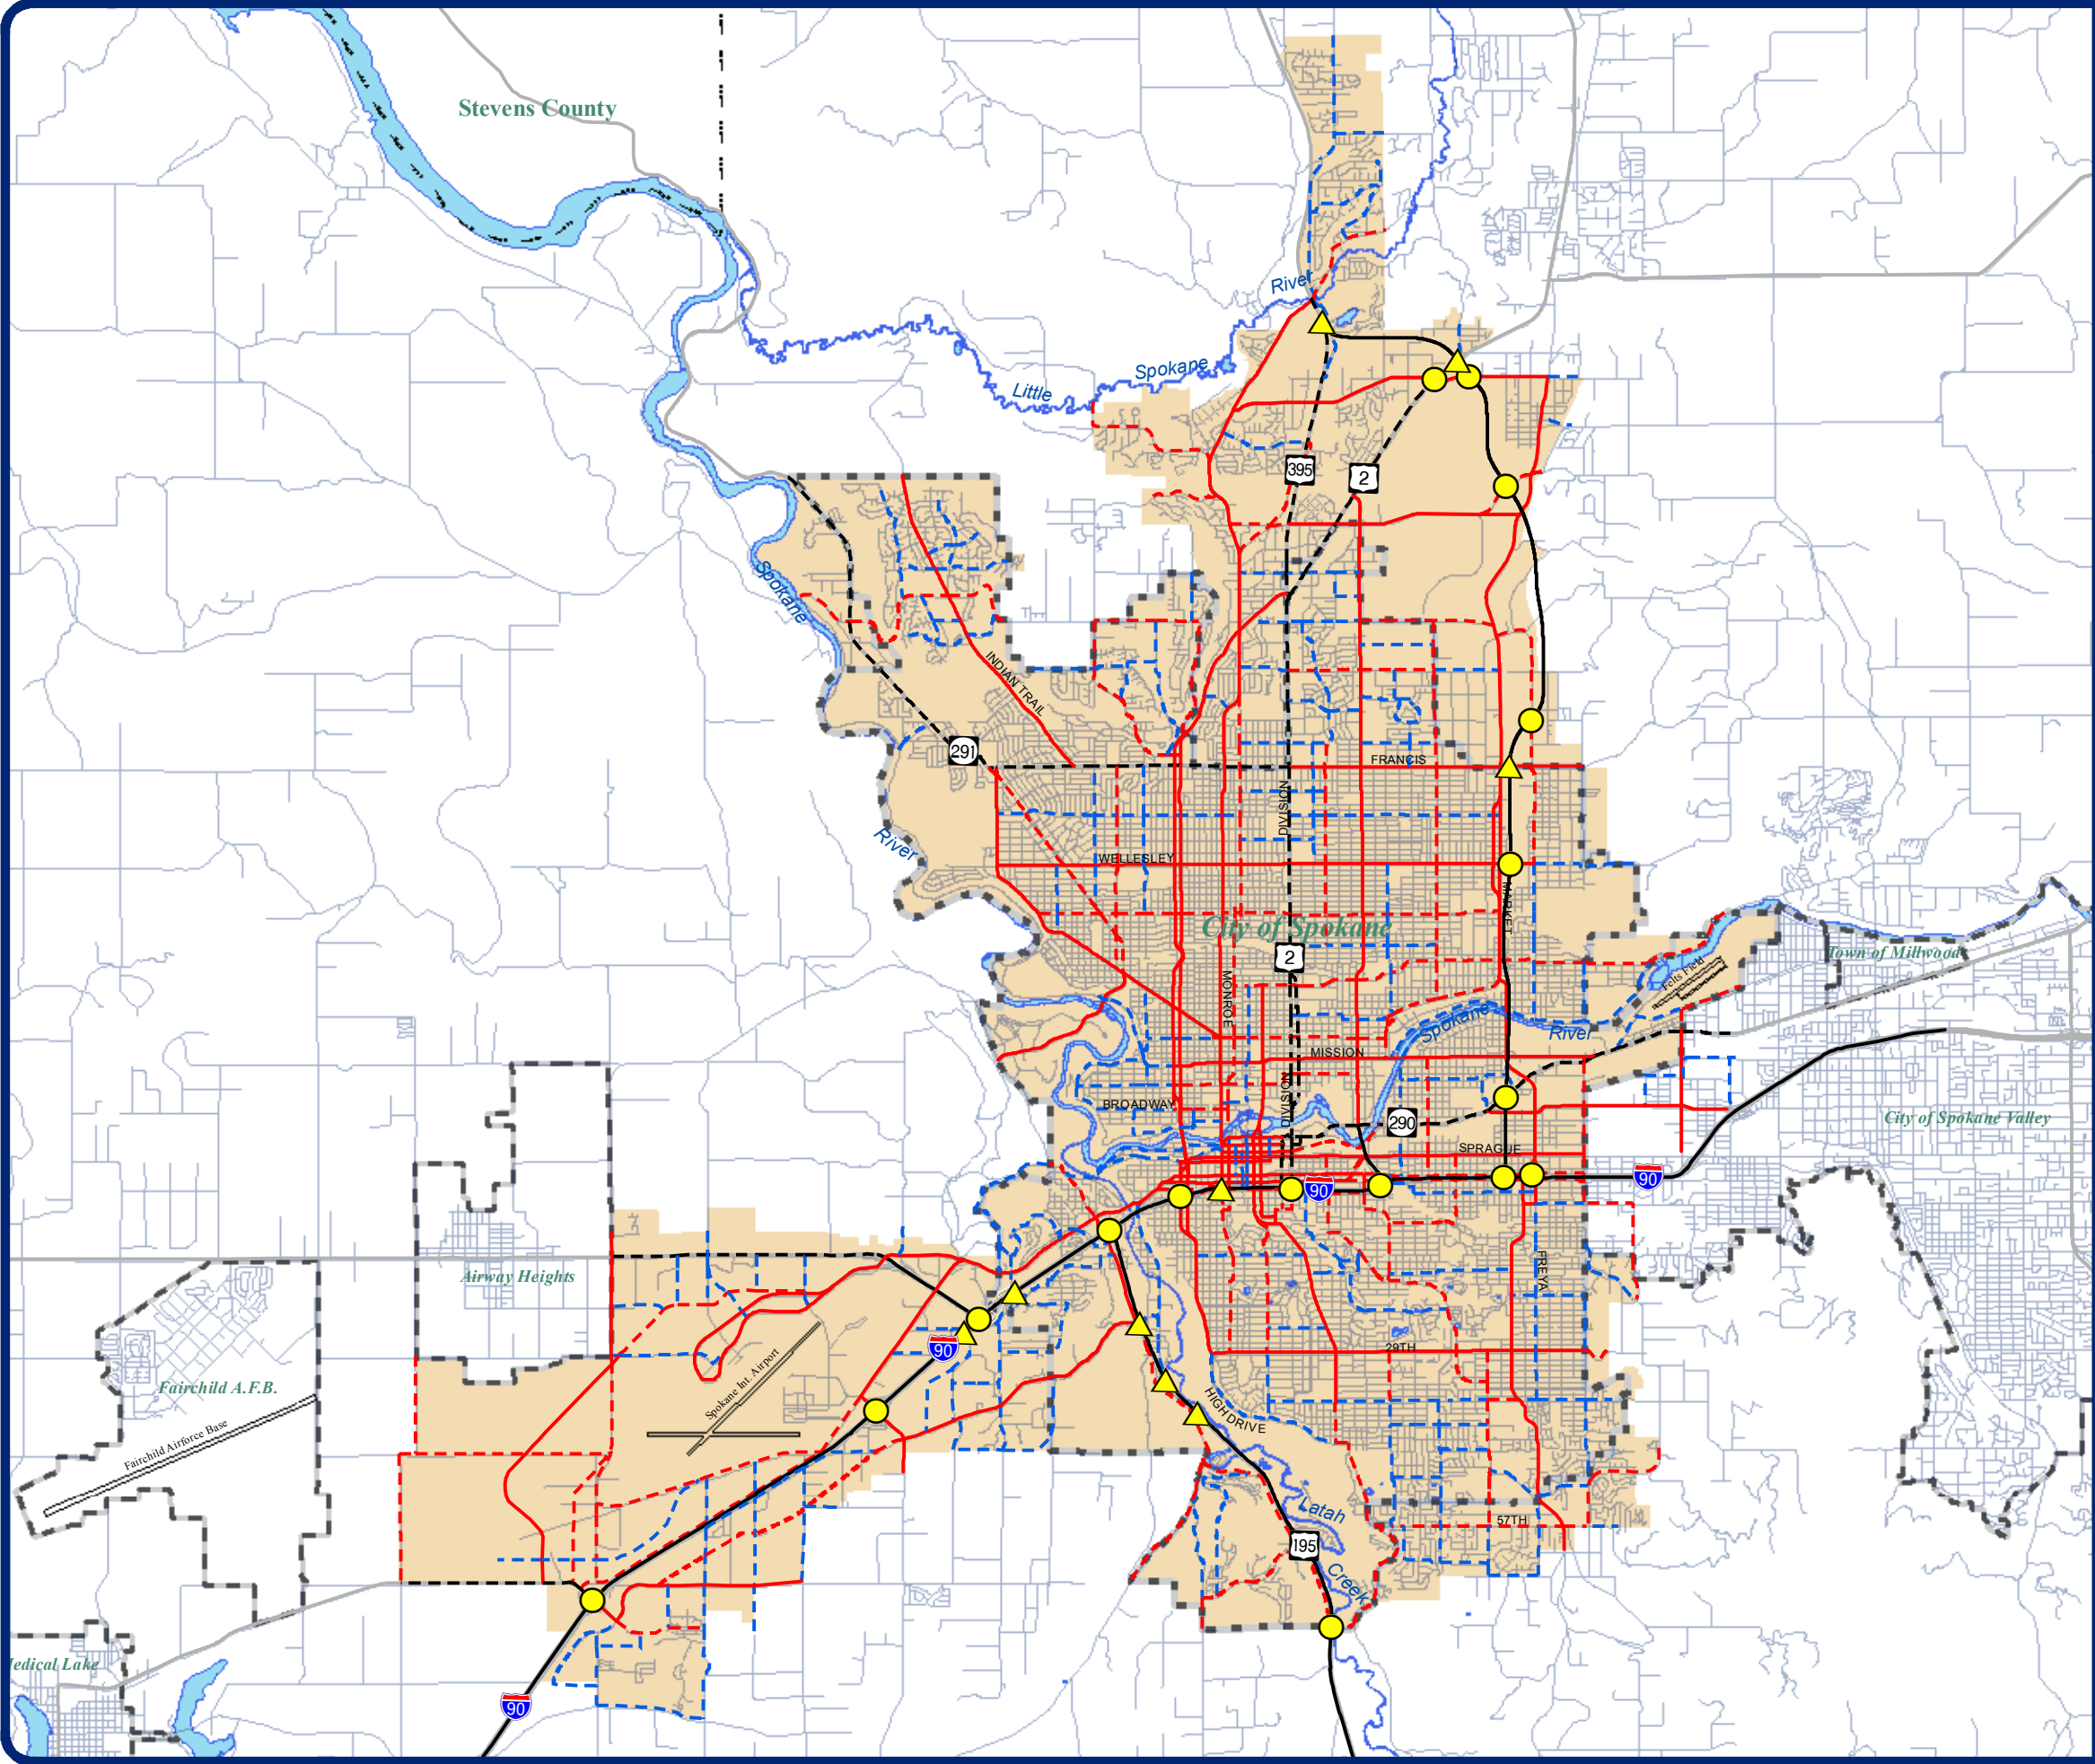 Stevens County
River
Spokane
Little
395
2
Spokane
INDIAN TRAIL
291
FRANCIS
DIVISION
River
WELLESLEY
MARKET
City of Spokane
2
Town of Millwood
Felts Field
MONROE
Spokane
River
MISSION
DIVISION
BROADWAY
290
City of Spokane Valley
SPRAGUE
90
90
FREYA
Airway Heights
90
29TH
Spokane Int. Airport
Fairchild A.F.B.
HIGH DRIVE
Fairchild Airforce Base
Latah
57TH
195
Creek
edical Lake
90